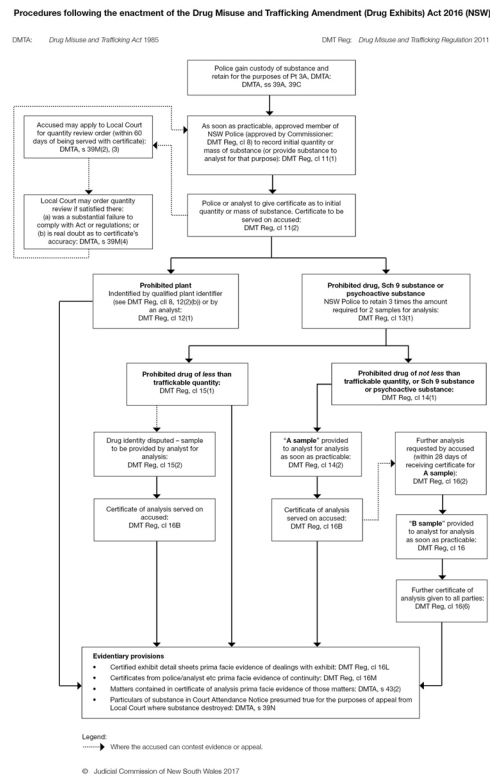 Procedures following the enactment of the Drug Misuse and Trafficking Amendment (Drug Exhibits) Act 2016 (NSW)
DMTA: Drug Misuse and Trafficking Act 1985
DMT Reg: Drug Misuse and Trafficking Regulation 2011
Police gain custody of substance and
retain for the purposes of Pt 3A, DMTA:
DMTA, ss 39A, 39C
Accused may apply to Local Court
for quantity review order (within 60
days of being served with certificate):
DMTA, s 39M(2), (3)
As soon as practicable, approved member of
NSW Police (approved by Commissioner:
DMT Reg, cl 8) to record initial quantity or
mass of substance (or provide substance to
analyst for that purpose): DMT Reg, cl 11(1)
Local Court may order quantity
review if satisfied there:
(a) was a substantial failure to
comply with Act or regulations; or
(b) is real doubt as to certificate's
accuracy: DMTA, s 39M(4)
Police or analyst to give certificate as to initial
quantity or mass of substance. Certificate to be
served on accused:
DMT Reg, cl 11(2)
Prohibited plant
Indentified by qualified plant identifier
(see DMT Reg, cll 8, 12(2)(b)) or by
an analyst:
DMT Reg, cl 12(1)
Prohibited drug, Sch 9 substance or
psychoactive substance
NSW Police to retain 3 times the amount
required for 2 samples for analysis:
DMT Reg, cl 13(1)
Prohibited drug of less than
traffickable quantity:
DMT Reg, cl 15(1)
Prohibited drug of not less than
traffickable quantity, or Sch 9 substance
or psychoactive substance:
DMT Reg, cl 14(1)
Drug identity disputed – sample
to be provided by analyst for
analysis:
DMT Reg, cl 15(2)
"A sample" provided
to analyst for analysis
as soon as practicable:
DMT Reg, cl 14(2)
Further analysis
requested by accused
(within 28 days of
receiving certificate for
A sample):
DMT Reg, cl 16(2)
Certificate of analysis served on
accused:
DMT Reg, cl 16B
Certificate of analysis
served on accused:
DMT Reg, cl 16B
"B sample" provided
to analyst for analysis
as soon as practicable:
DMT Reg, cl 16
Further certificate of
analysis given to all parties:
DMT Reg, cl 16(6)
Evidentiary provisions
• Certified exhibit detail sheets prima facie evidence of dealings with exhibit: DMT Reg, cl 16L
• Certificates from police/analyst etc prima facie evidence of continuity: DMT Reg, cl 16M
• Matters contained in certificate of analysis prima facie evidence of those matters: DMTA, s 43(2)
• Particulars of substance in Court Attendance Notice presumed true for the purposes of appeal from
Local Court where substance destroyed: DMTA, s 39N
Legend:
Where the accused can contest evidence or appeal.
© Judicial Commission of New South Wales 2017